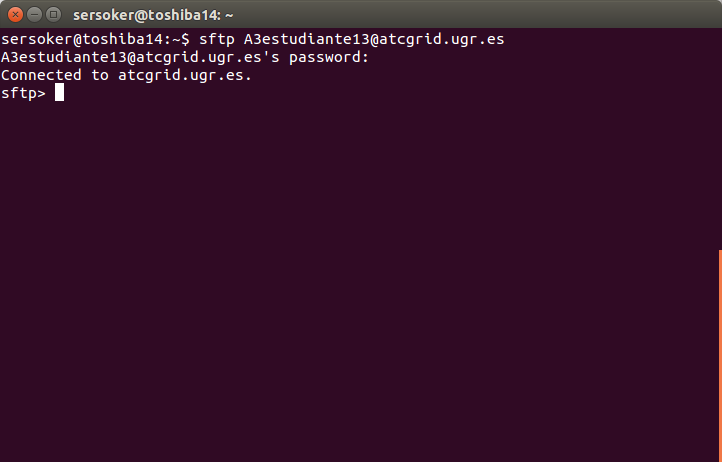 sersoker@toshiba14: ~
sersoker@toshiba14:~$ sftp A3estudiante13@atcgrid.ugr.es
A3estudiante13@atcgrid.ugr.es's password:
Connected to atcgrid.ugr.es.
sftp>